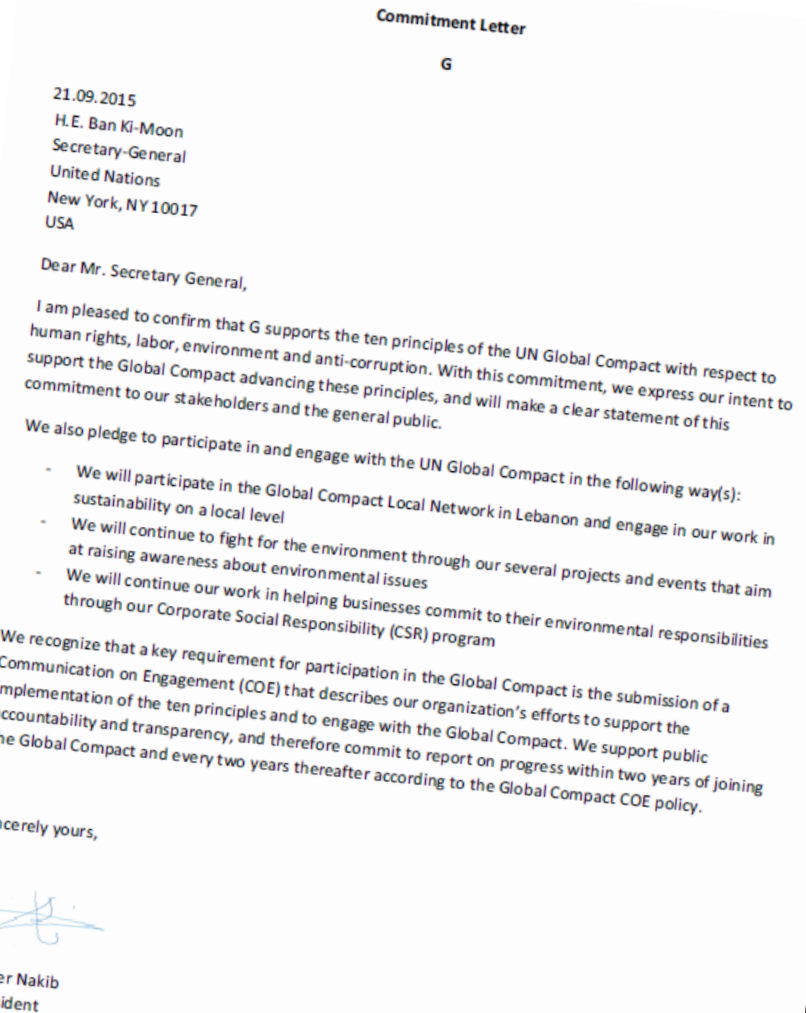 Commitment Letter
G
21.09.2015
H.E. Ban Ki-Moon
Secretary-General
United Nations
New York, NY 10017
USA
Dear Mr. Secretary General,
I am pleased to confirm that G supports the ten principles of the UN Global Compact with respect to
human rights, labor, environment and anti-corruption. With this commitment, we express our intent to
support the Global Compact advancing these principles, and will make a clear statement of this
commitment to our stakeholders and the general public.
We also pledge to participate in and engage with the UN Global Compact in the following way(s):
- We will participate in the Global Compact Local Network in Lebanon and engage in our work in
sustainability on a local level
- We will continue to fight for the environment through our several projects and events that aim
at raising awareness about environmental issues
- We will continue our work in helping businesses commit to their environmental responsibilities
through our Corporate Social Responsibility (CSR) program
We recognize that a key requirement for participation in the Global Compact is the submission of a
Communication on Engagement (COE) that describes our organization's efforts to support the
mplementation of the ten principles and to engage with the Global Compact. We support public
ccountability and transparency, and therefore commit to report on progress within two years of joining
he Global Compact and every two years thereafter according to the Global Compact COE policy.
ncerely yours,
er Nakib
ident